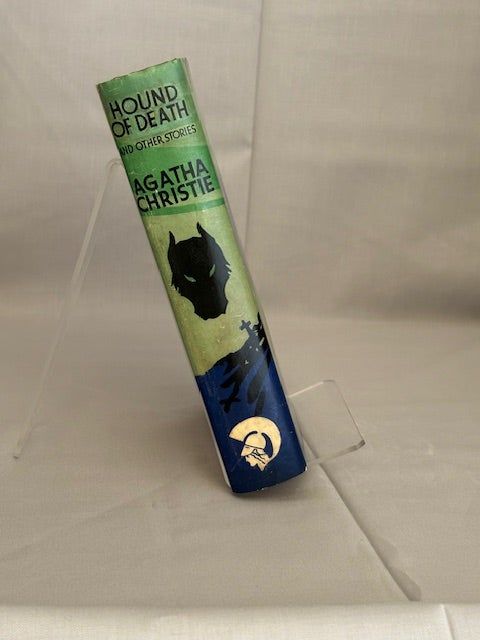 HOUND
OF DEATH
AND OTHER STORIES
AGATHA
CHRISTIE